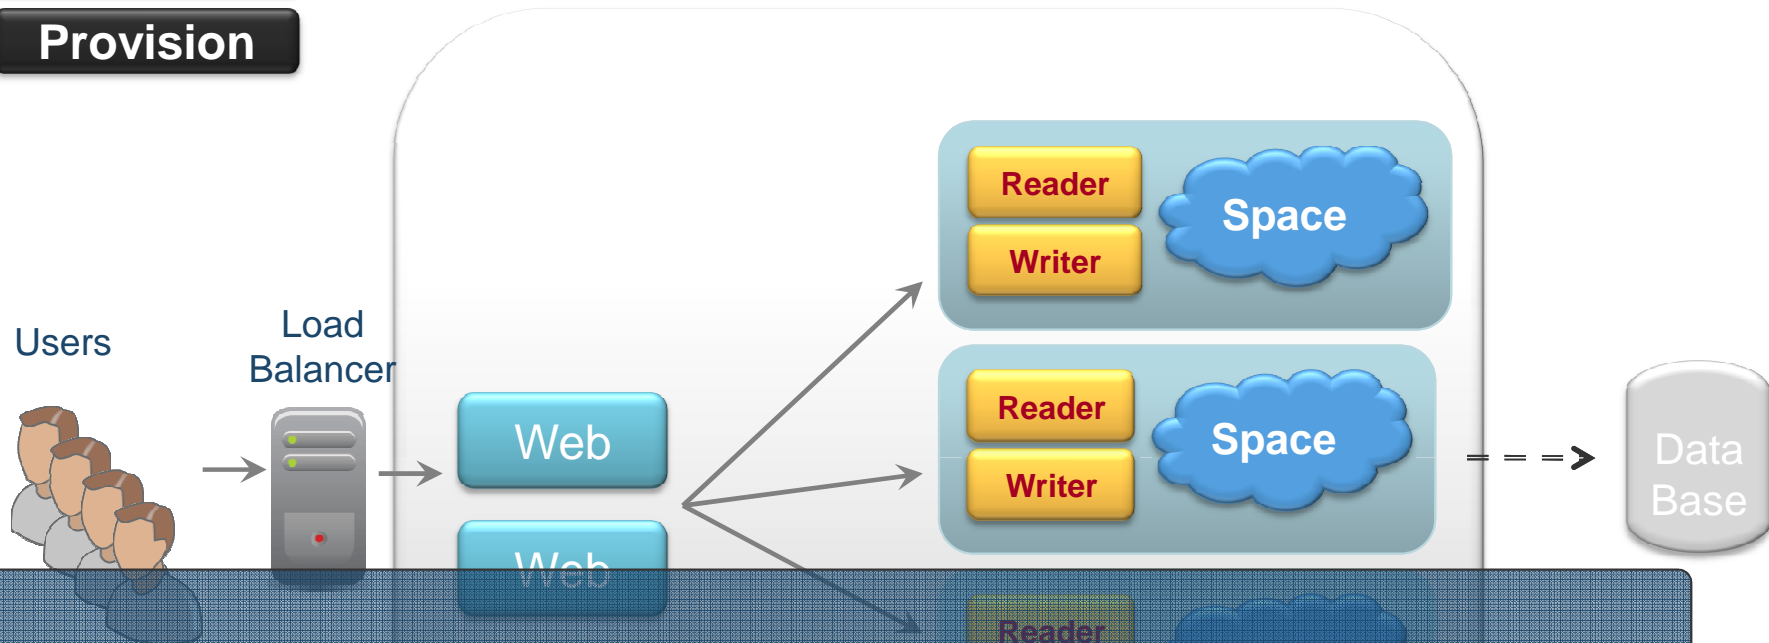 Provision
Reader
Space
Writer
Users
Load
Balancer
Web
Reader
Space
Writer
Data
Base
Web
Reader